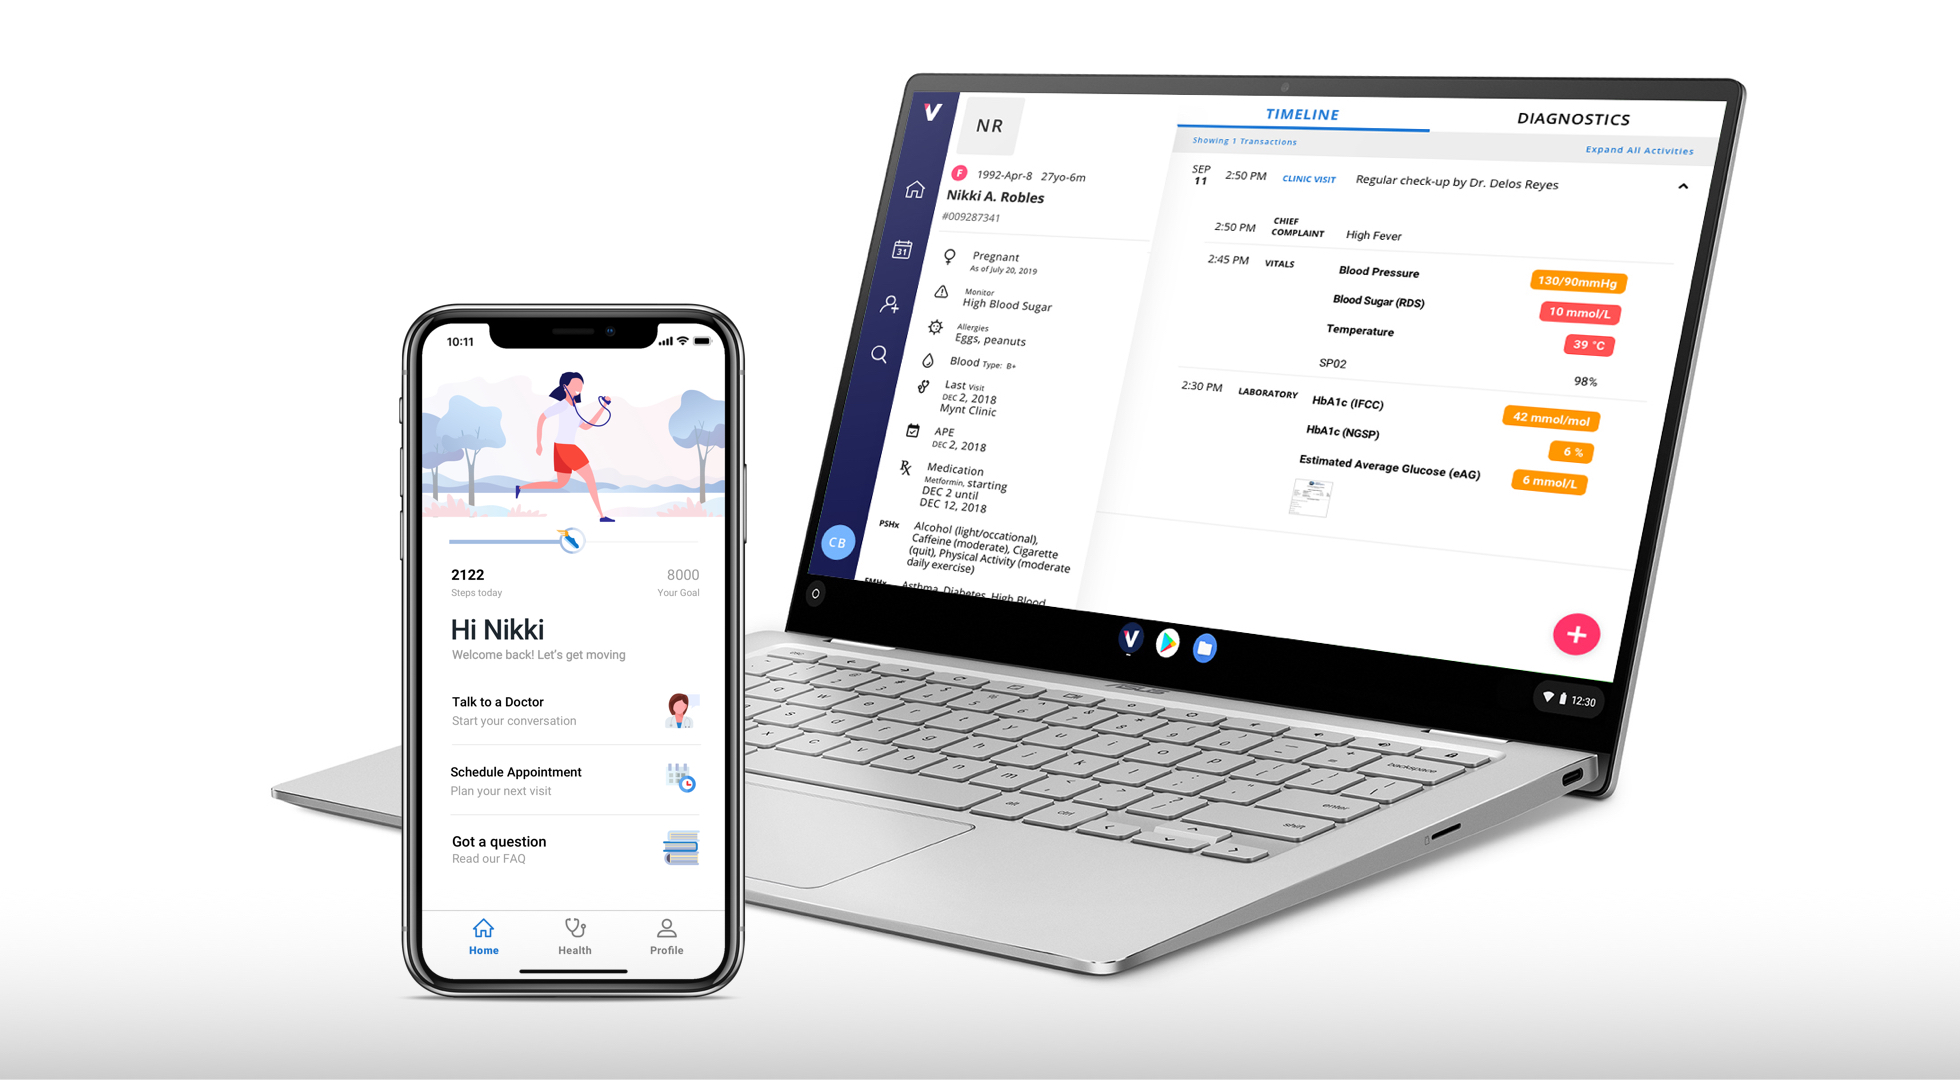 10:11
2122
8000
Steps today
Your Goal
Hi Nikki
Welcome back! Let's get moving
Talk to a Doctor
Start your conversation
Schedule Appointment
Plan your next visit
Got a question
Read our FAQ
Home
Health
Profile
V
NR
F 1992-Apr-8 27yo-6m
Nikki A. Robles
#009287341
Pregnant
As of July 20, 2019
Monitor
High Blood Sugar
Allergies
Eggs, peanuts
Blood Type: B+
Last Visit
DEC 2, 2018
Mynt Clinic
APE
DEC 2, 2018
Medication
Metformin, starting
DEC 2 until
DEC 12, 2018
PSHx
Alcohol (light/occational),
Caffeine (moderate), Cigarette
(quit), Physical Activity (moderate
daily exercise)
FMHx
Asthma, Diabetes, High Blood
31
CB
TIMELINE
DIAGNOSTICS
Showing 1 Transactions
Expand All Activities
SEP
11
2:50 PM CLINIC VISIT Regular check-up by Dr. Delos Reyes
2:50 PM CHIEF
COMPLAINT High Fever
2:45 PM VITALS
Blood Pressure 130/90mmHg
Blood Sugar (RDS) 10 mmol/L
Temperature 39 °C
SP02 98%
2:30 PM LABORATORY
HbA1c (IFCC) 42 mmol/mol
HbA1c (NGSP) 6 %
Estimated Average Glucose (eAG) 6 mmol/L
+
V
12:30
ASUS
backspace
enter
shift
alt
ctrl